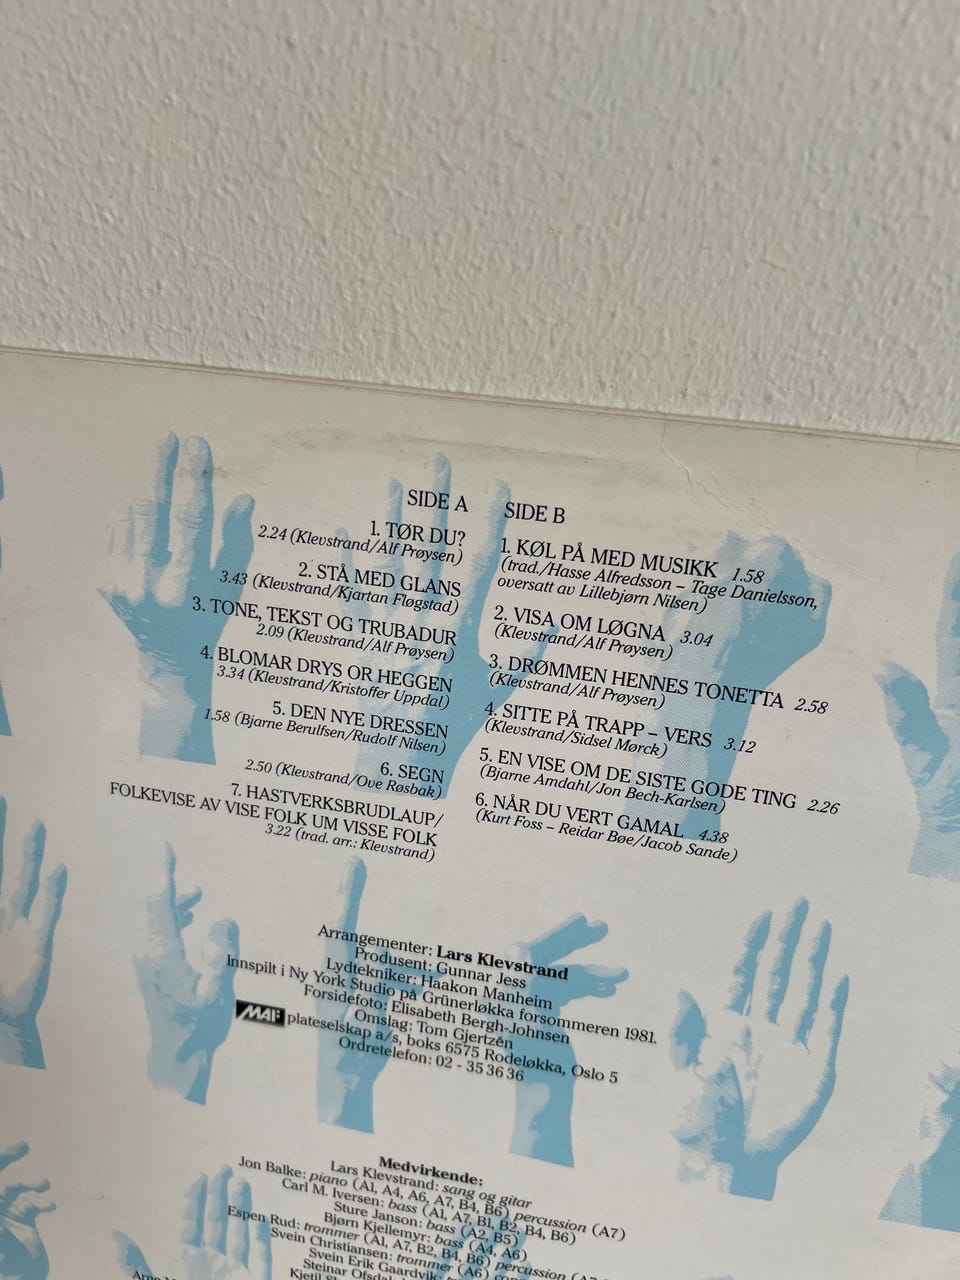 SIDE A
1. TØR DU?
2.24 (Klevstrand/Alf Prøysen)
2. STÅ MED GLANS
3.43 (Klevstrand/Kjartan Fløgstad)
3. TONE, TEKST OG TRUBADUR
2.09 (Klevstrand/Alf Prøysen)
4. BLOMAR DRYS OR HEGGEN
3.34 (Klevstrand/Kristoffer Uppdal)
5. DEN NYE DRESSEN
1.58 (Bjarne Berulfsen/Rudolf Nilsen)
6. SEGN
2.50 (Klevstrand/Ove Røsbak)
7. HASTVERKSBRUDLAUP/
FOLKEVISE AV VISE FOLK UM VISSE FOLK
3.22 (trad. arr.: Klevstrand)
SIDE B
1. KØL PÅ MED MUSIKK 1.58
(trad./Hasse Alfredsson – Tage Danielsson,
oversatt av Lillebjørn Nilsen)
2. VISA OM LØGNA 3.04
(Klevstrand/Alf Prøysen)
3. DRØMMEN HENNES TONETTA 2.58
(Klevstrand/Alf Prøysen)
4. SITTE PÅ TRAPP – VERS 3.12
(Klevstrand/Sidsel Mørck)
5. EN VISE OM DE SISTE GODE TING 2.26
(Bjarne Amdahl/Jon Bech-Karlsen)
6. NÅR DU VERT GAMAL 4.38
(Kurt Foss – Reidar Bøe/Jacob Sande)
Arrangementer: Lars Klevstrand
Produsent: Gunnar Jess
Lydtekniker: Haakon Manheim
Innspilt i Ny York Studio på Grünerløkka forsommeren 1981.
Forsidefoto: Elisabeth Bergh-Johnsen
Omslag: Tom Gjertzén
MAI plateselskap a/s, boks 6575 Rodeløkka, Oslo 5
Ordretelefon: 02 - 35 36 36
Medvirkende:
Lars Klevstrand: sang og gitar
Jon Balke: piano (A1, A4, A6, A7, B4, B6) percussion (A7)
Carl M. Iversen: bass (A1, A7, B1, B2, B4, B6)
Sture Janson: bass (A2, B5)
Bjørn Kjellemyr: bass (A4, A6)
Espen Rud: trommer (A1, A7, B2, B4, B6) percussion
Svein Christiansen: trommer (A6)
Svein Erik Gaardvik:
Steinar Ofsdal
Kjetil